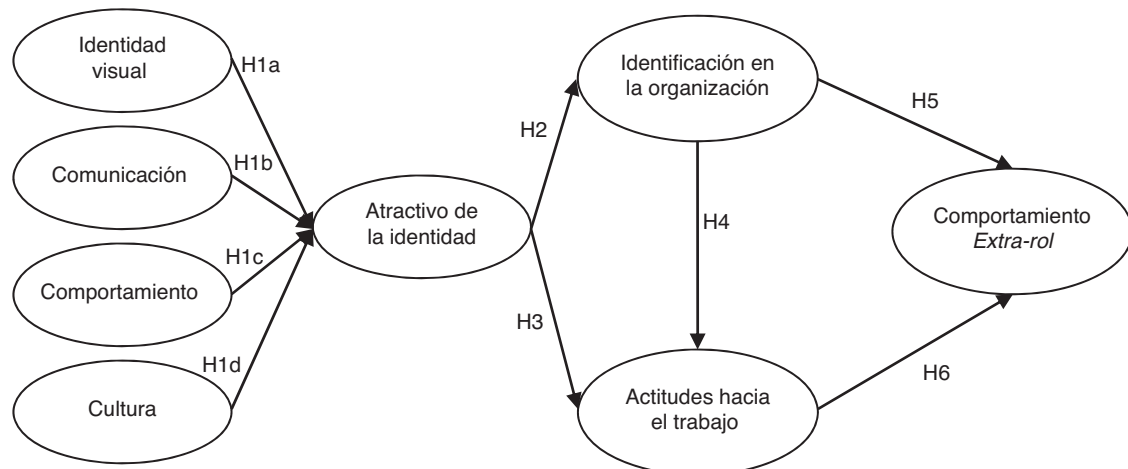 Identidad
visual
H1a
Comunicación
H1b
Comportamiento
H1c
Cultura
H1d
Atractivo de
la identidad
H2
H3
Identificación en
la organización
H4
Actitudes hacia
el trabajo
H5
H6
Comportamiento
Extra-rol